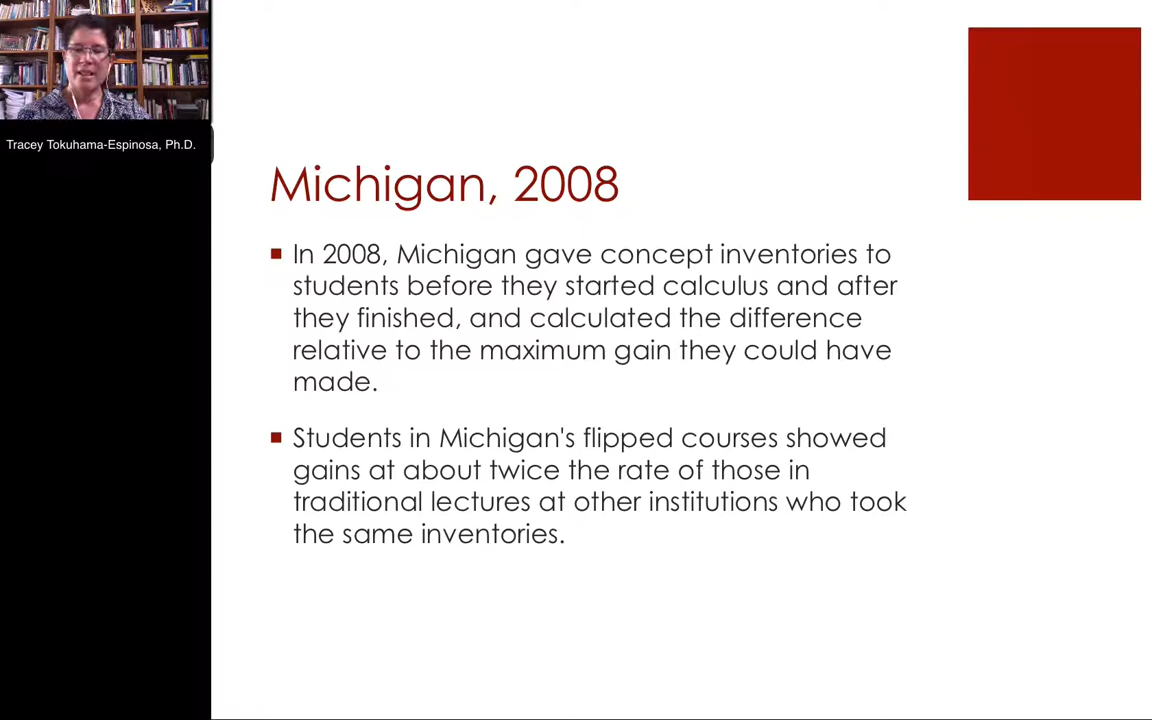 Tracey Tokuhama-Espinosa, Ph.D.
Michigan, 2008
In 2008, Michigan gave concept inventories to
students before they started calculus and after
they finished, and calculated the difference
relative to the maximum gain they could have
made.
Students in Michigan's flipped courses showed
gains at about twice the rate of those in
traditional lectures at other institutions who took
the same inventories.